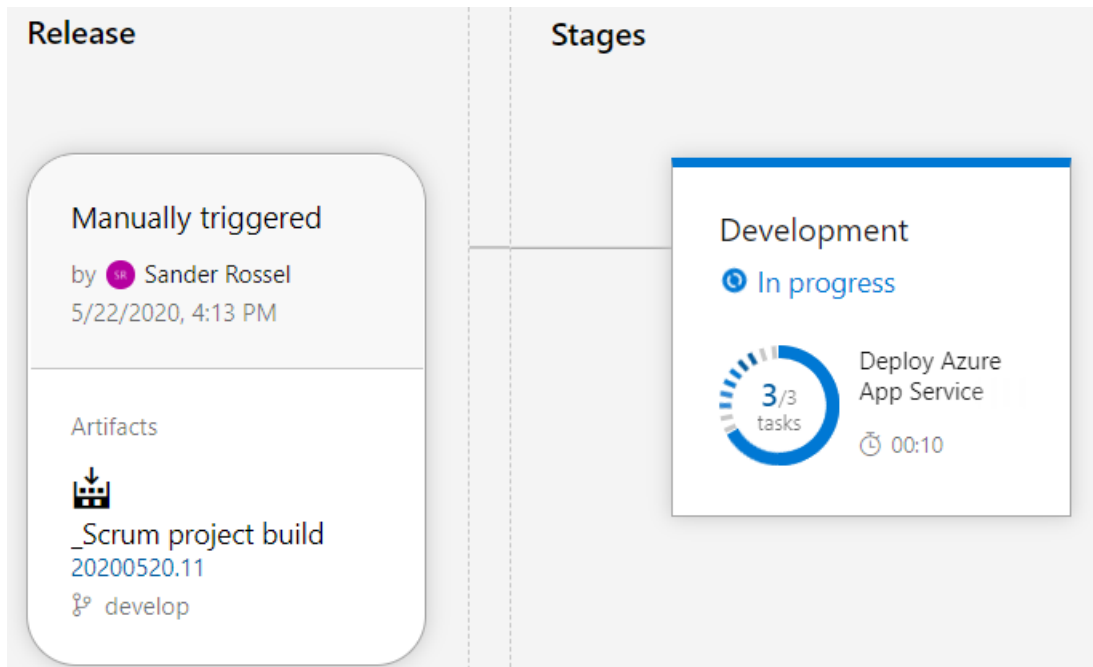 Release
Manually triggered
by SR Sander Rossel
5/22/2020, 4:13 PM
Artifacts
_Scrum project build
20200520.11
develop
Stages
Development
In progress
3/3
tasks
Deploy Azure
App Service
00:10